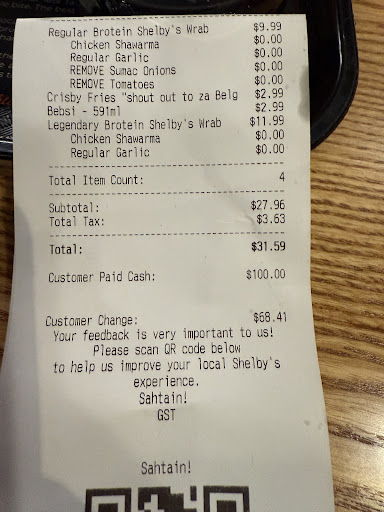 Regular Brotein Shelby's Wrab $9.99
Chicken Shawarma $0.00
Regular Garlic $0.00
REMOVE Sumac Onions $0.00
REMOVE Tomatoes $0.00
Crisby Fries "shout out to za Belg $2.99
Bebsi - 591ml $2.99
Legendary Brotein Shelby's Wrab $11.99
Chicken Shawarma $0.00
Regular Garlic $0.00
Total Item Count: 4
Subtotal: $27.96
Total Tax: $3.63
Total: $31.59
Customer Paid Cash: $100.00
Customer Change: $68.41
Your feedback is very important to us!
Please scan QR code below
to help us improve your local Shelby's
experience.
Sahtain!
GST
Sahtain!